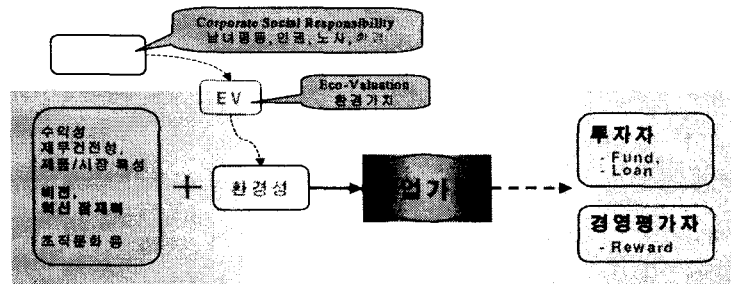 Corporate Social Responsibility
남녀평등, 인권, 노사, 환경
EV
Eco-Valuation
환경가치
수익성
재무건전성,
제품/시장 특성
비전,
혁신 잠재력
조직문화 등
+
환경성
투자자
- Fund,
- Loan
경영평가자
- Reward